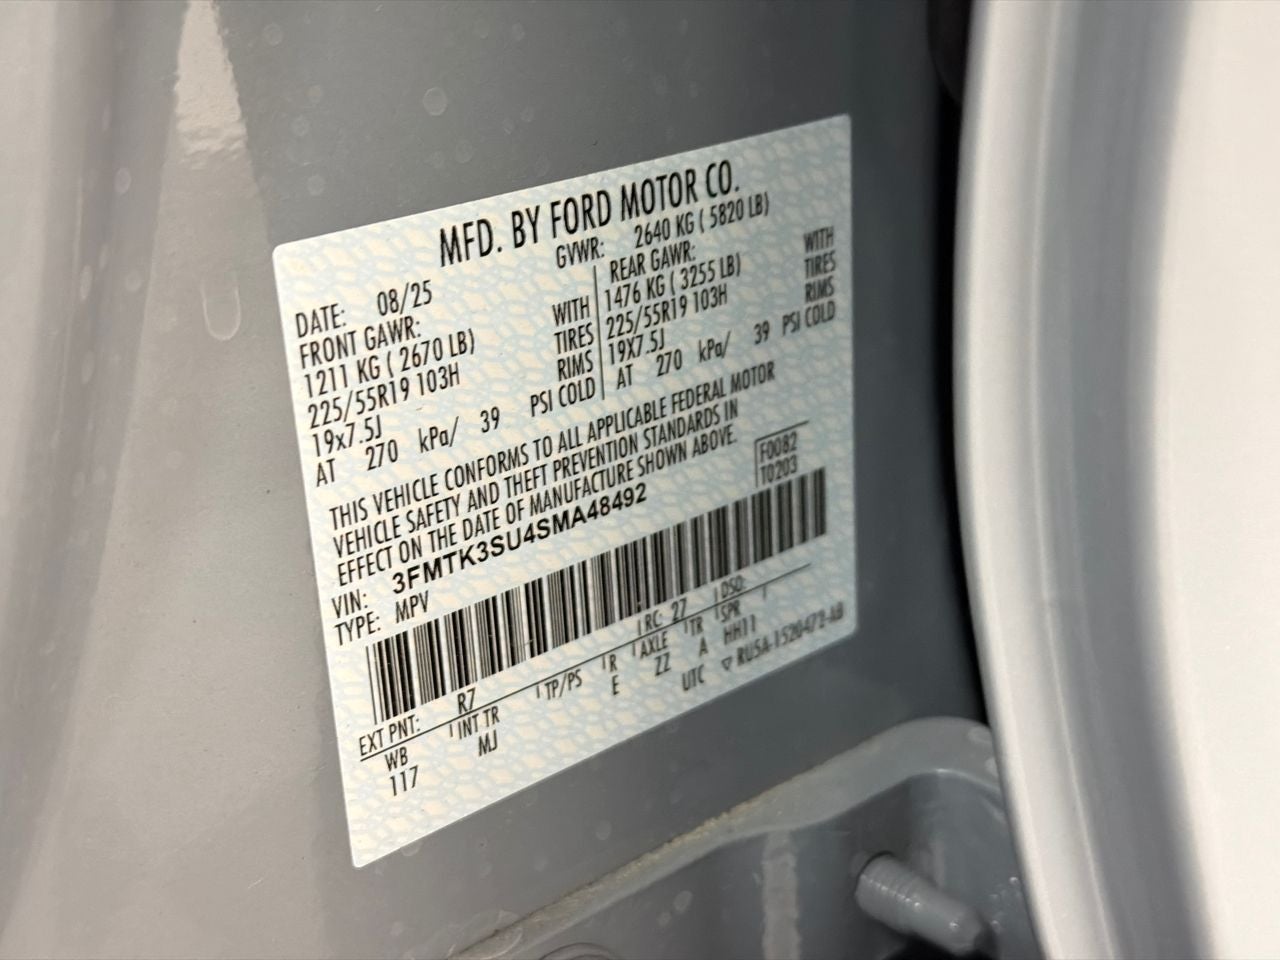 MFD. BY FORD MOTOR CO.
DATE: 08/25
GVWR: 2640 KG ( 5820 LB)
FRONT GAWR:
1211 KG ( 2670 LB) WITH
225/55R19 103H TIRES
19x7.5J RIMS
AT 270 kPa/ 39 PSI COLD
REAR GAWR:
1476 KG ( 3255 LB) WITH
225/55R19 103H TIRES
19X7.5J RIMS
AT 270 kPa/ 39 PSI COLD
THIS VEHICLE CONFORMS TO ALL APPLICABLE FEDERAL MOTOR
VEHICLE SAFETY AND THEFT PREVENTION STANDARDS IN
EFFECT ON THE DATE OF MANUFACTURE SHOWN ABOVE.
F0082
T0203
VIN: 3FMTK3SU4SMA48492
TYPE: MPV
EXT PNT: R7 RC: 27 DSO:
WB INT TR TP/PS R AXLE TR SPR
117 MJ E ZZ A HH11
UTC ▽ RU5A-1520472-AB